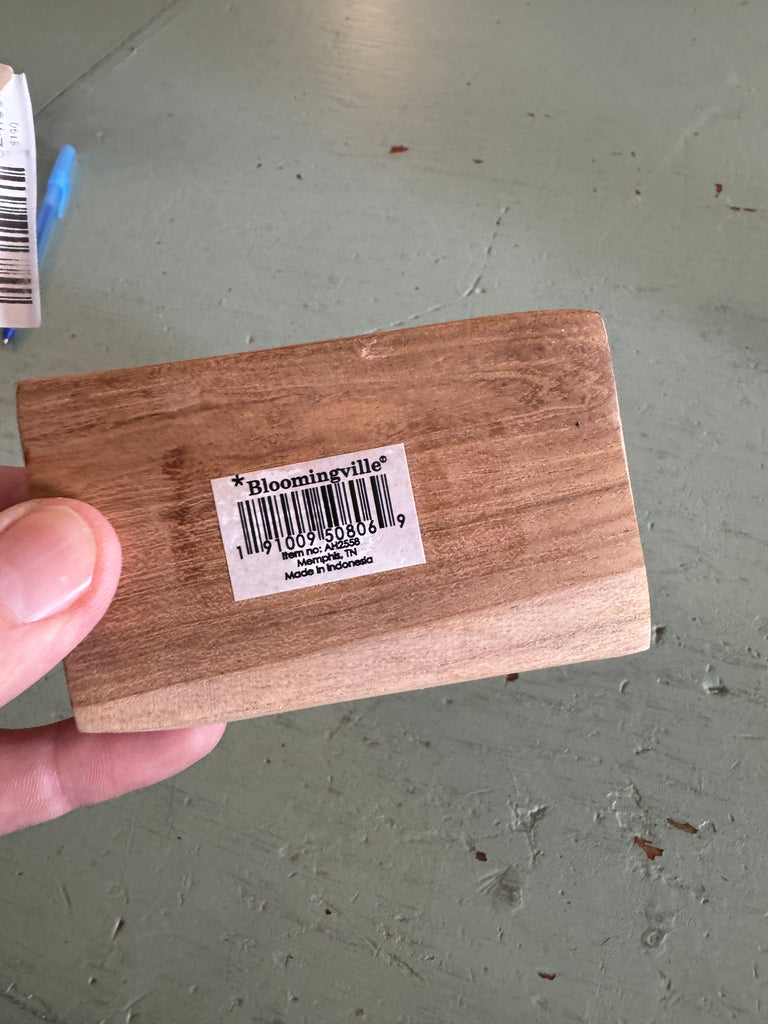 *Bloomingville®
1 91009 50806 9
Item no: AH2558
Memphis, TN
Made in Indonesia